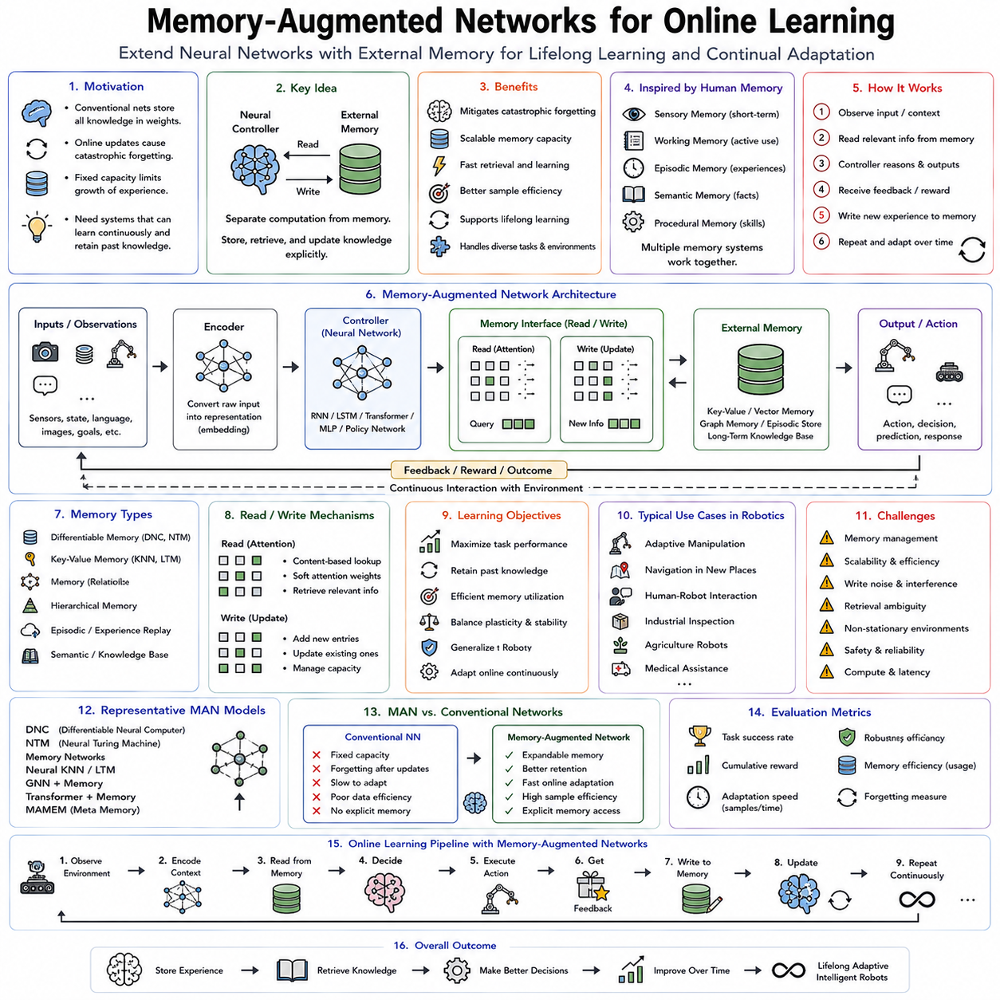 Memory-Augmented Networks for Online Learning
Extend Neural Networks with External Memory for Lifelong Learning and Continual Adaptation
1. Motivation
• Conventional nets store
all knowledge in weights.
• Online updates cause
catastrophic forgetting.
• Fixed capacity limits
growth of experience.
• Need systems that can
learn continuously and
retain past knowledge.
2. Key Idea
Neural
Controller
External
Memory
Read
Write
Separate computation from memory.
Store, retrieve, and update knowledge
explicitly.
3. Benefits
Mitigates catastrophic forgetting
Scalable memory capacity
Fast retrieval and learning
Better sample efficiency
Supports lifelong learning
Handles diverse tasks & environments
4. Inspired by Human Memory
Sensory Memory (short-term)
Working Memory (active use)
Episodic Memory (experiences)
Semantic Memory (facts)
Procedural Memory (skills)
Multiple memory systems
work together.
5. How It Works
1 Observe input / context
2 Read relevant info from memory
3 Controller reasons & outputs
4 Receive feedback / reward
5 Write new experience to memory
6 Repeat and adapt over time
6. Memory-Augmented Network Architecture
Inputs / Observations
...
Sensors, state, language,
images, goals, etc.
Encoder
Convert raw input
into representation
(embedding)
Controller
(Neural Network)
RNN / LSTM / Transformer /
MLP / Policy Network
Memory Interface (Read / Write)
Read (Attention)
Query
Write (Update)
New Info
External Memory
Key-Value / Vector Memory
Graph Memory / Episodic Store
Long-Term Knowledge Base
Output / Action
...
Action, decision,
prediction, response
Feedback / Reward / Outcome
Continuous Interaction with Environment
7. Memory Types
Differentiable Memory (DNC, NTM)
Key-Value Memory (KNN, LTM)
Memory
Hierarchical Memory
Episodic / Experience Replay
Semantic / Knowledge Base
8. Read / Write Mechanisms
Read (Attention)
• Content-based lookup
• Soft attention weights
• Retrieve relevant info
Write (Update)
• Add new entries
• Update existing ones
• Manage capacity
9. Learning Objectives
Maximize task performance
Retain past knowledge
Efficient memory utilization
Balance plasticity & stability
Generalize t Roboty
Adapt online continuously
10. Typical Use Cases in Robotics
Adaptive Manipulation
Navigation in New Places
Human-Robot Interaction
Industrial Inspection
Agriculture Robots
Medical Assistance
...
11. Challenges
Memory management
Scalability & efficiency
Write noise & interference
Retrieval ambiguity
Non-stationary environments
Safety & reliability
Compute & latency
12. Representative MAN Models
DNC (Differentiable Neural Computer)
NTM (Neural Turing Machine)
Memory Networks
Neural KNN / LTM
GNN + Memory
Transformer + Memory
MAMEM (Meta Memory)
13. MAN vs. Conventional Networks
Conventional NN
✗ Fixed capacity
✗ Forgetting after updates
✗ Slow to adapt
✗ Poor data efficiency
✗ No explicit memory
Memory-Augmented Network
✓ Expandable memory
✓ Better retention
✓ Fast online adaptation
✓ High sample efficiency
✓ Explicit memory access
14. Evaluation Metrics
Task success rate
Cumulative reward
Adaptation speed
(samples/time)
Memory efficiency (usage)
Forgetting measure
15. Online Learning Pipeline with Memory-Augmented Networks
1. Observe
Environment
2. Encode
Context
3. Read from
Memory
4. Decide
5. Execute
Action
6. Get
Feedback
7. Write to
Memory
8. Update
9. Repeat
Continuously
...
16. Overall Outcome
Store Experience
Retrieve Knowledge
Make Better Decisions
Improve Over Time
Lifelong Adaptive
Intelligent Robots